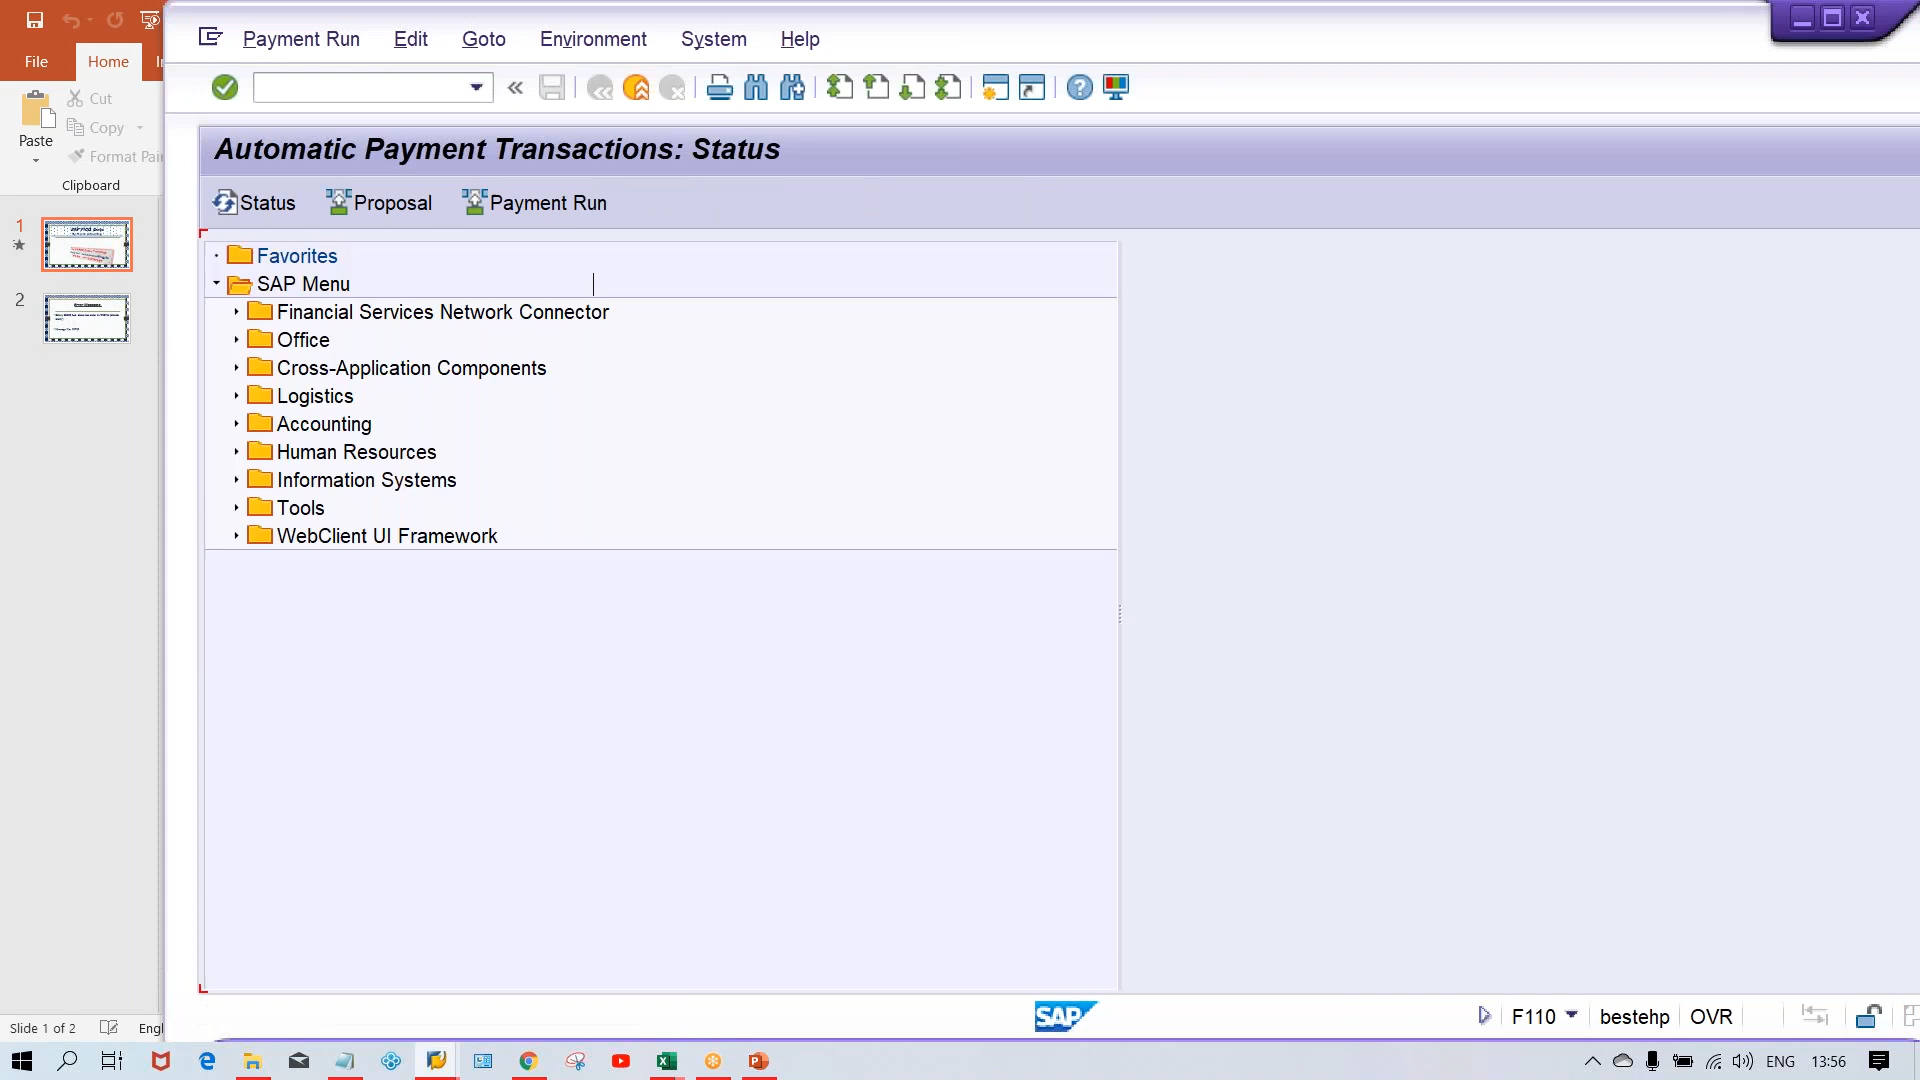 Payment Run Edit Goto Environment System Help
File Home
Cut
Copy
Paste
Format Pai
Clipboard
Automatic Payment Transactions: Status
Status Proposal Payment Run
1
2
Favorites
SAP Menu
Financial Services Network Connector
Office
Cross-Application Components
Logistics
Accounting
Human Resources
Information Systems
Tools
WebClient UI Framework
SAP
F110 bestehp OVR
Slide 1 of 2 Engl
ENG 13:56